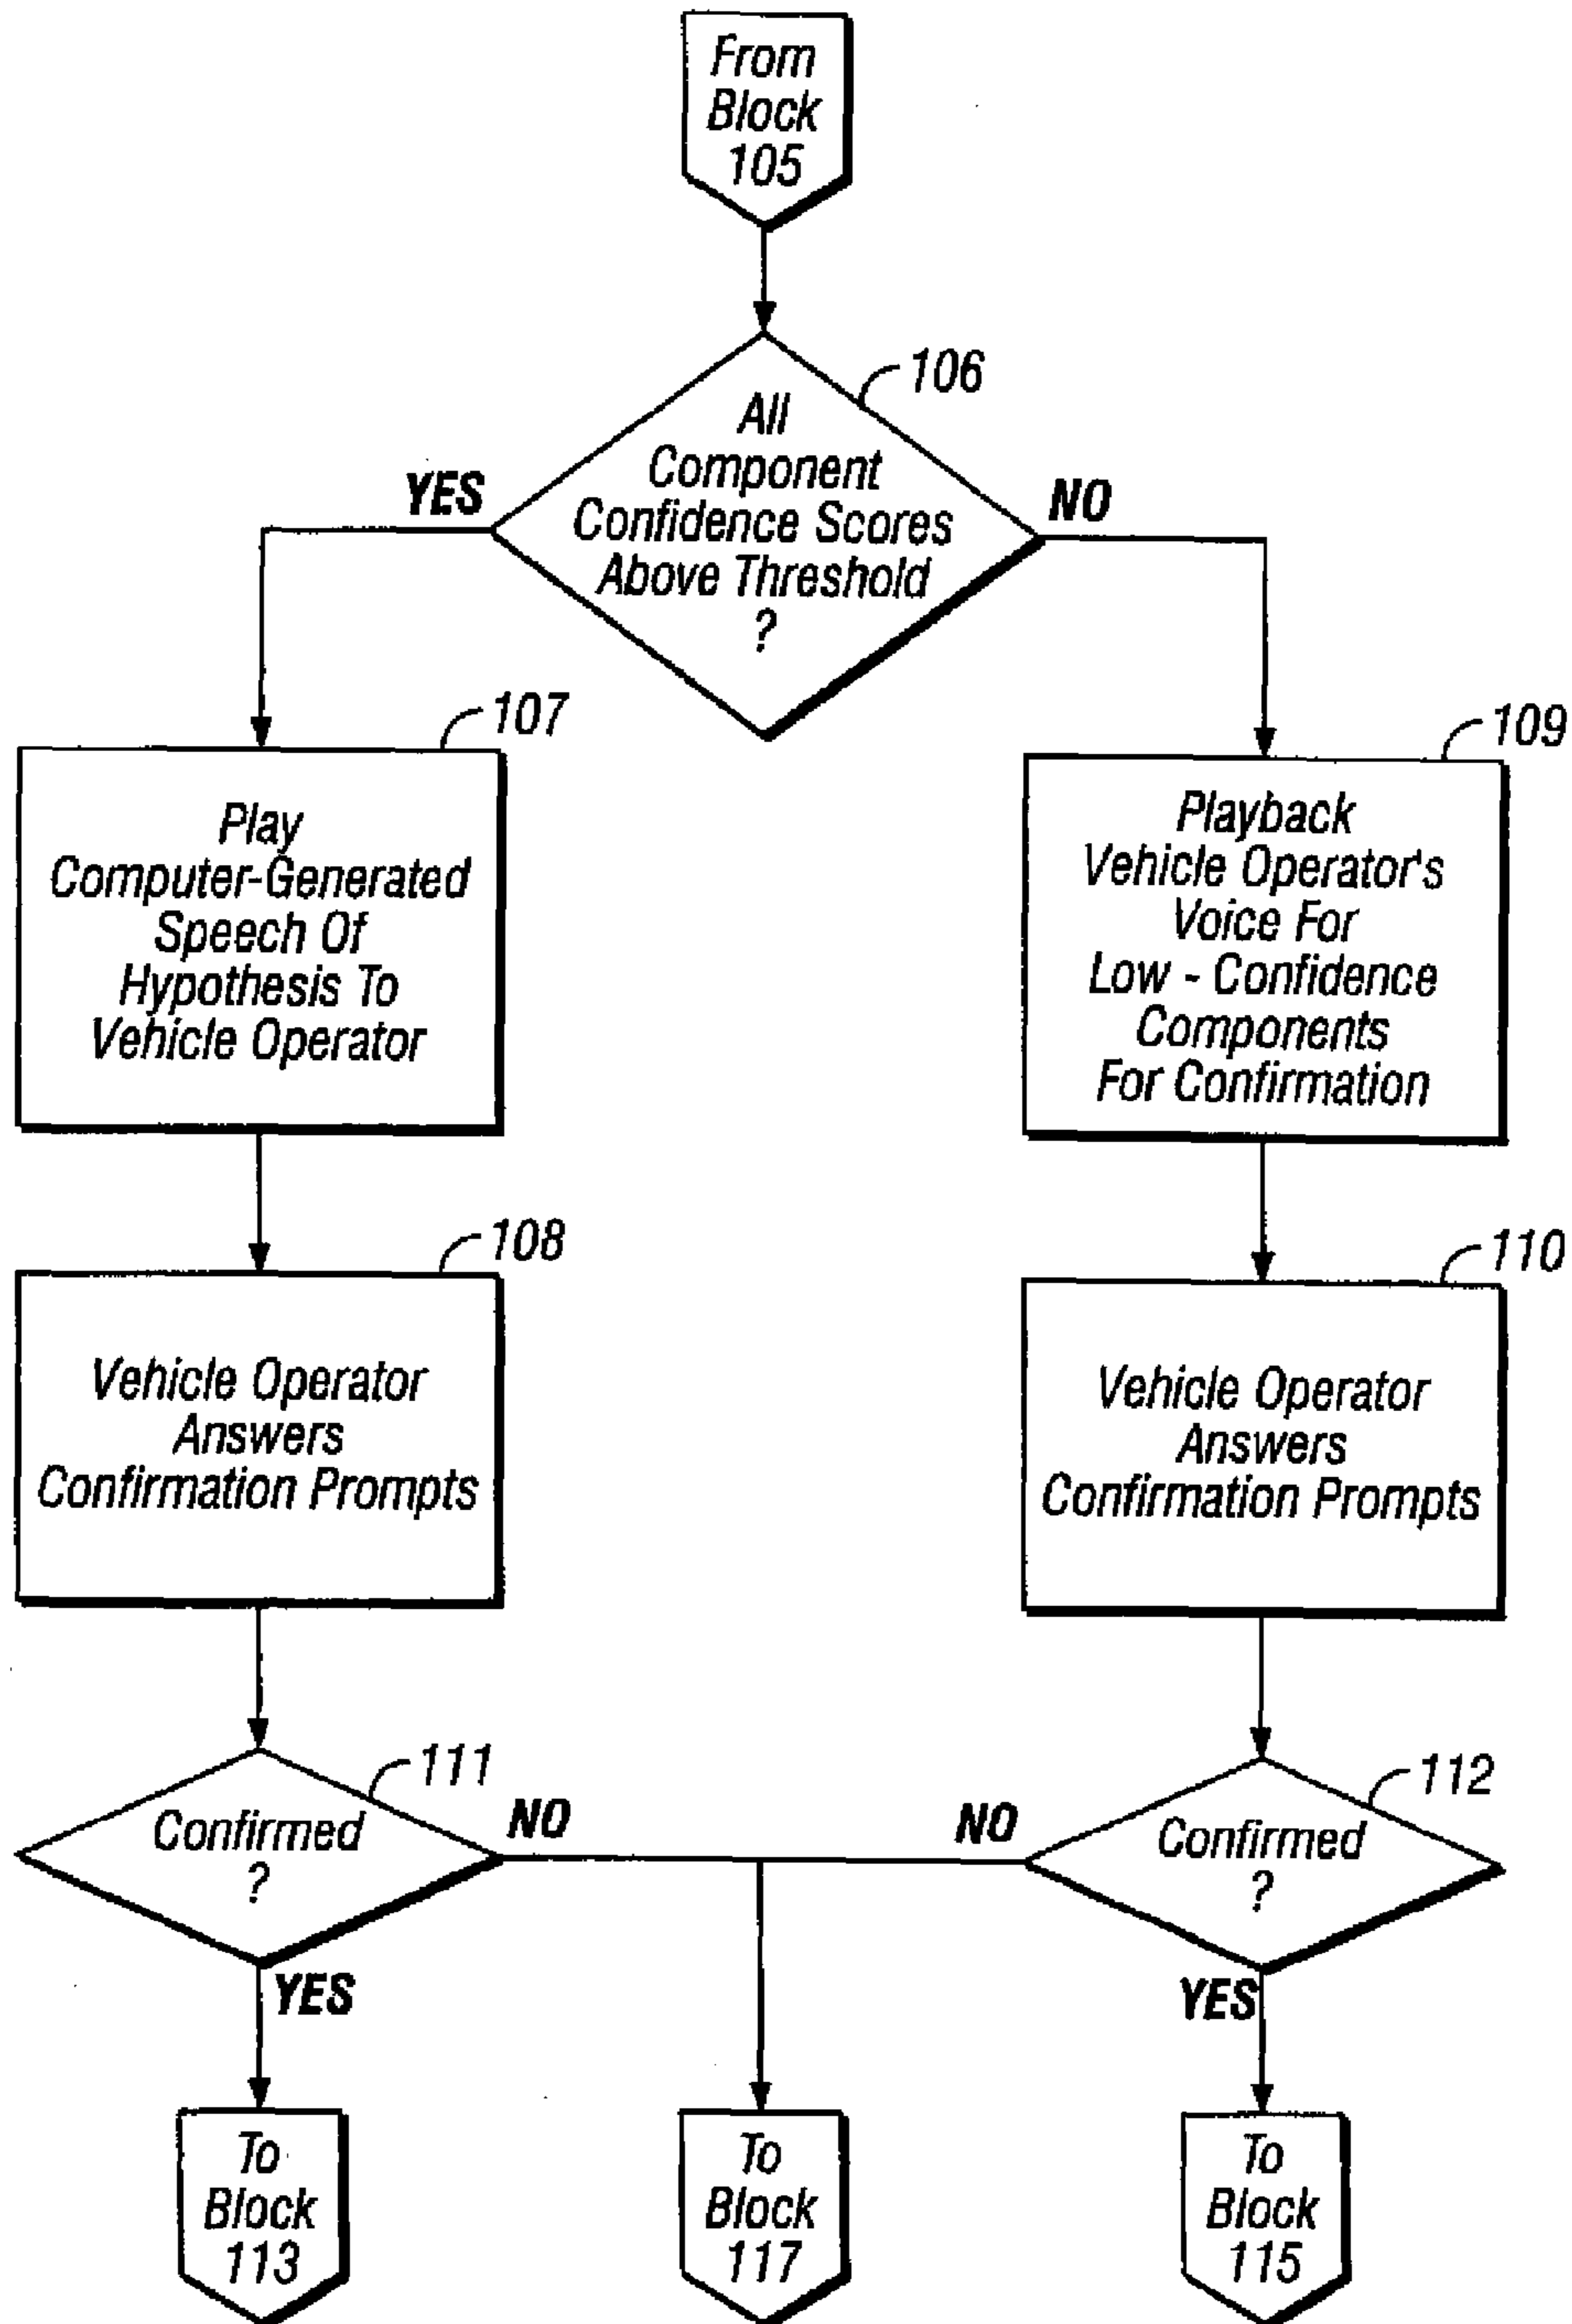 From
Block
105
106
All
Component
Confidence Scores
Above Threshold
?
YES
NO
107
Play
Computer-Generated
Speech Of
Hypothesis To
Vehicle Operator
109
Playback
Vehicle Operator's
Voice For
Low - Confidence
Components
For Confirmation
108
Vehicle Operator
Answers
Confirmation Prompts
110
Vehicle Operator
Answers
Confirmation Prompts
111
Confirmed
?
NO
YES
112
NO
Confirmed
?
YES
To
Block
113
To
Block
117
To
Block
115